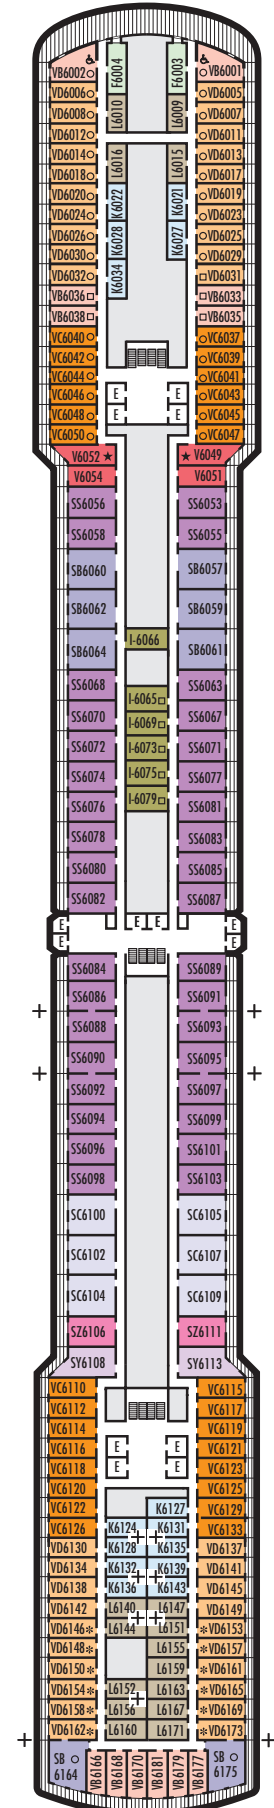 VB6002 F6004 F6003 VB6001
VD6006 VD6005
VD6008 L6010 L6009 VD6007
VD6012 VD6011
VD6014 L6016 L6015 VD6013
VD6018 VD6017
VD6020 K6022 K6021 VD6019
VD6024 VD6023
VD6026 K6028 K6027 VD6025
VD6030 VD6029
VD6032 K6034 VD6031
VB6036 VB6033
VB6038 VB6035
VC6040 VC6037
VC6042 VC6039
VC6044 VC6041
VC6046 E E VC6043
VC6048 E E VC6045
VC6050 VC6047
V6052 V6049
V6054 V6051
SS6056 SS6053
SS6058 SS6055
SB6060 SB6057
SB6062 SB6059
SB6064 I-6066 SB6061
SS6068 SS6063
I-6065
SS6070 I-6069 SS6067
SS6072 I-6073 SS6071
SS6074 I-6075 SS6077
SS6076 I-6079 SS6081
SS6078 SS6083
SS6080 SS6085
SS6082 SS6087
E E E E
E E
SS6084 SS6089
SS6086 SS6091
SS6088 SS6093
SS6090 SS6095
SS6092 SS6097
SS6094 SS6099
SS6096 SS6101
SS6098 SS6103
SC6100 SC6105
SC6102 SC6107
SC6104 SC6109
SZ6106 SZ6111
SY6108 SY6113
VC6110 VC6115
VC6112 VC6117
VC6114 VC6119
VC6116 E E VC6121
VC6118 E E VC6123
VC6120 VC6125
VC6122 K6127 VC6129
VC6126 K6124 K6131 VC6133
VD6130 K6128 K6135 VD6137
VD6134 K6132 K6139 VD6141
VD6138 K6136 K6143 VD6145
VD6142 L6140 L6147 VD6149
VD6146 L6144 L6151 VD6153
VD6148 L6155 VD6157
VD6150 L6159 VD6161
VD6154 L6152 L6163 VD6165
VD6158 L6156 L6167 VD6169
VD6162 L6160 L6171 VD6173
SB 6164 VB6166 VB6168 VB6170 VB6181 VB6179 VB6177 SB 6175